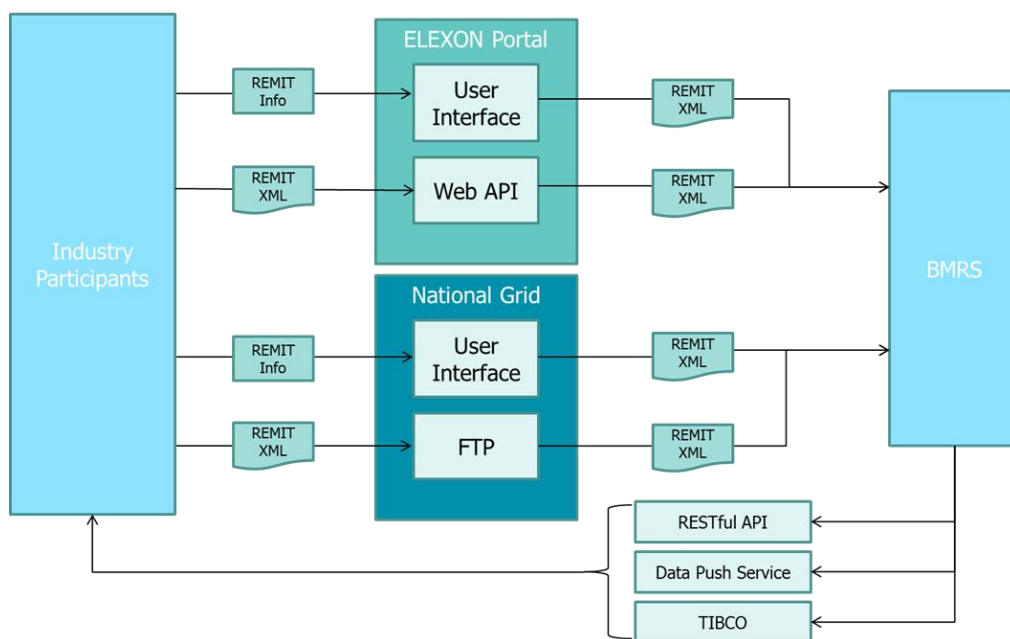 ELEXON Portal
REMIT
Info
User
Interface
REMIT
XML
REMIT
XML
Web API
REMIT
XML
Industry
Participants
BMRS
National Grid
REMIT
Info
User
Interface
REMIT
XML
REMIT
XML
FTP
REMIT
XML
RESTful API
Data Push Service
TIBCO